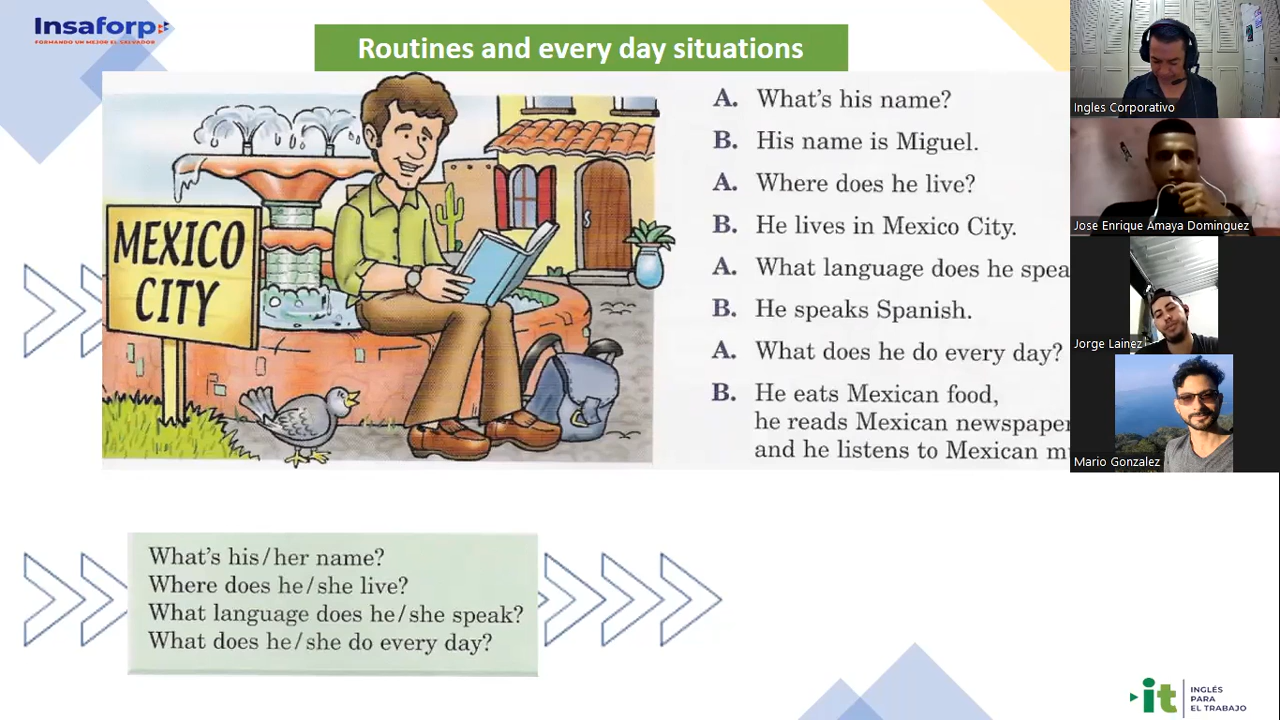 Insaforp
FORMANDO UN MEJOR EL SALVADOR
Routines and every day situations
MEXICO
CITY
A. What's his name?
B. His name is Miguel.
A. Where does he live?
B. He lives in Mexico City.
A. What language does he
B. He speaks Spanish.
A. What does he do every day?
B. He eats Mexican food,
he reads Mexican
and he listens to Mexican
What's his/her name?
Where does he/she live?
What language does he/she speak?
What does he/she do every day?
Ingles Corporativo
Jose Enrique Amaya Dominguez
Jorge Lainez
Mario Gonzalez
it
INGLÉS
PARA
EL TRABAJO